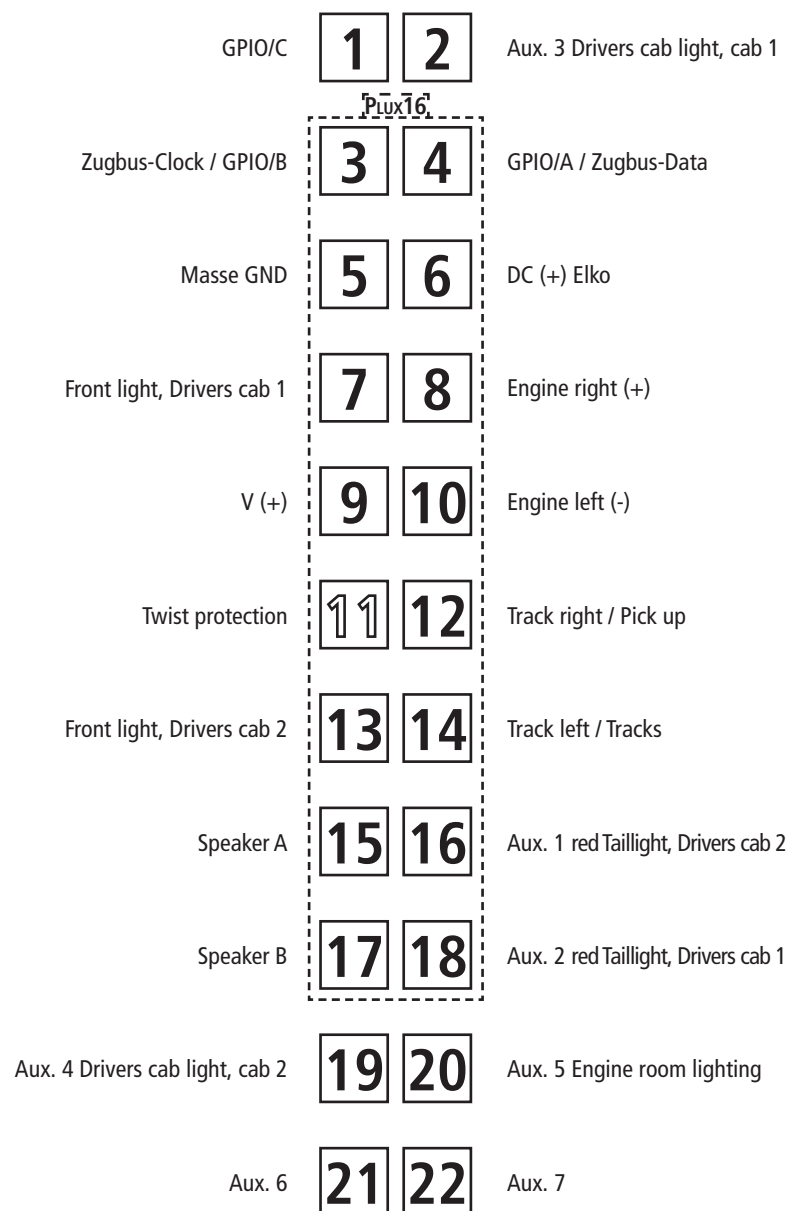 GPIO/C 1 2 Aux. 3 Drivers cab light, cab 1
PLUX16
Zugbus-Clock / GPIO/B 3 4 GPIO/A / Zugbus-Data
Masse GND 5 6 DC (+) Elko
Front light, Drivers cab 1 7 8 Engine right (+)
V (+) 9 10 Engine left (-)
Twist protection 11 12 Track right / Pick up
Front light, Drivers cab 2 13 14 Track left / Tracks
Speaker A 15 16 Aux. 1 red Taillight, Drivers cab 2
Speaker B 17 18 Aux. 2 red Taillight, Drivers cab 1
Aux. 4 Drivers cab light, cab 2 19 20 Aux. 5 Engine room lighting
Aux. 6 21 22 Aux. 7